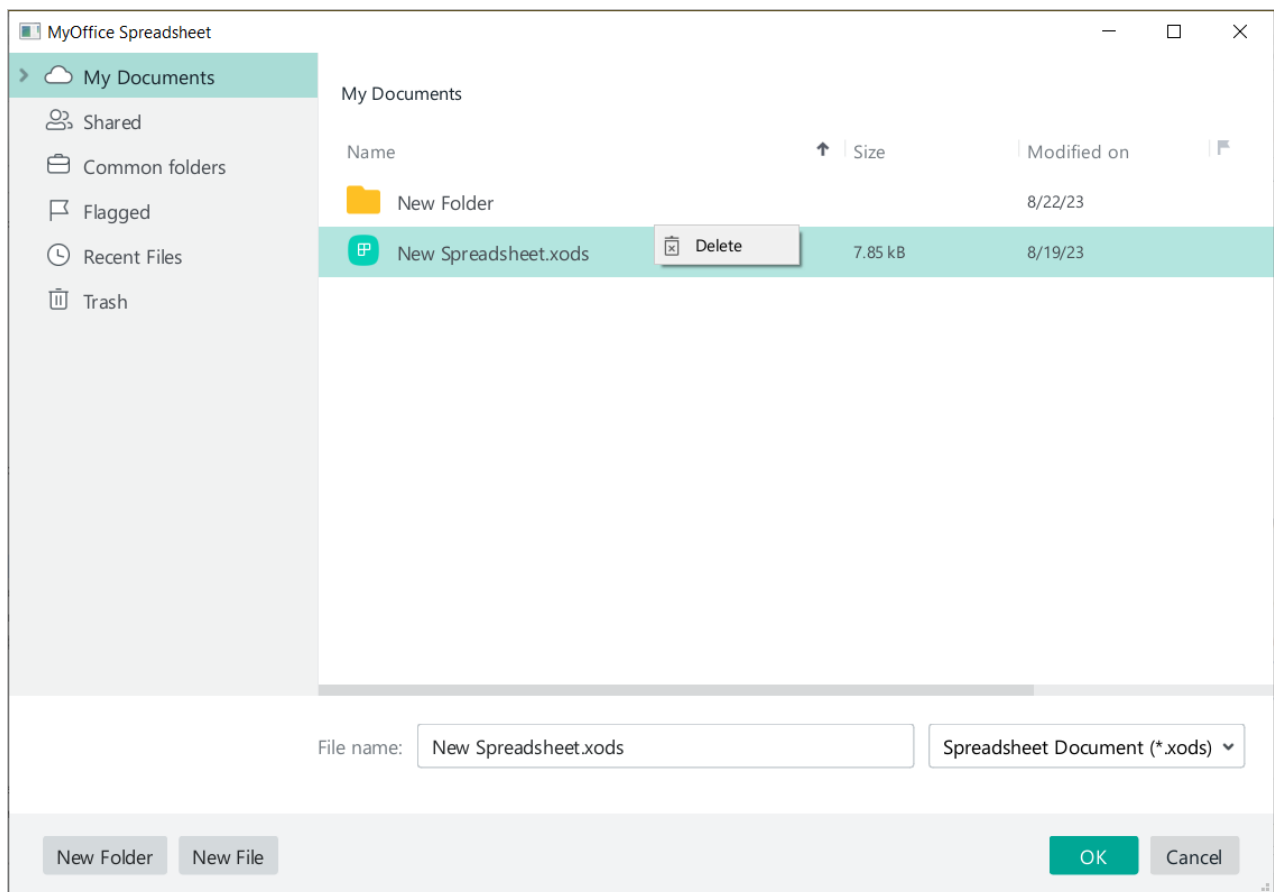 MyOffice Spreadsheet
My Documents
Shared
Common folders
Flagged
Recent Files
Trash
My Documents
Name Size Modified on
New Folder 8/22/23
New Spreadsheet.xods Delete 7.85 kB 8/19/23
File name: New Spreadsheet.xods Spreadsheet Document (*.xods)
New Folder New File OK Cancel